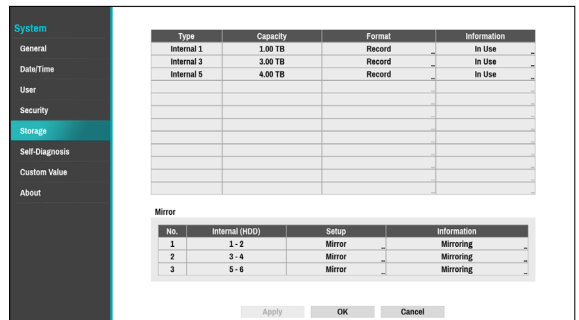 System
General
Date/Time
User
Security
Storage
Self-Diagnosis
Custom Value
About
Type Capacity Format Information
Internal 1 1.00 TB Record _ In Use _
Internal 3 3.00 TB Record _ In Use _
Internal 5 4.00 TB Record _ In Use _
Mirror
No. Internal (HDD) Setup Information
1 1 - 2 Mirror _ Mirroring _
2 3 - 4 Mirror _ Mirroring _
3 5 - 6 Mirror _ Mirroring _
Apply OK Cancel